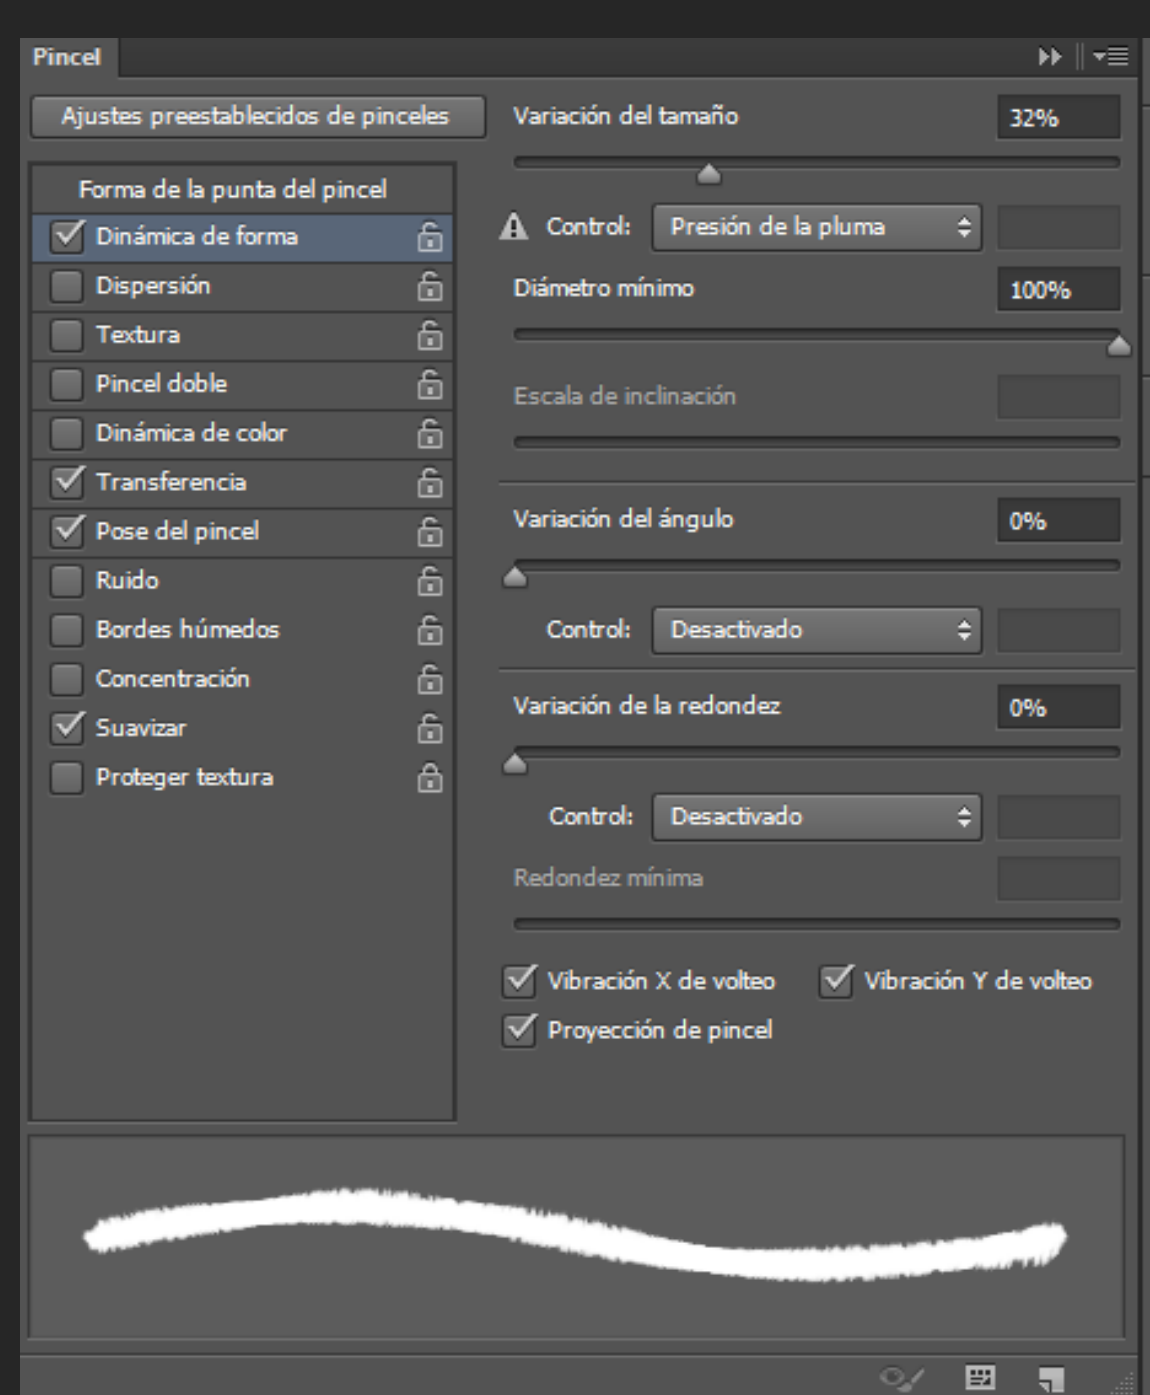 Pincel
Ajustes preestablecidos de pinceles
Forma de la punta del pincel
Dinámica de forma
Dispersión
Textura
Pincel doble
Dinámica de color
Transferencia
Pose del pincel
Ruido
Bordes húmedos
Concentración
Suavizar
Proteger textura
Variación del tamaño 32%
Control: Presión de la pluma
Diámetro mínimo 100%
Escala de inclinación
Variación del ángulo 0%
Control: Desactivado
Variación de la redondez 0%
Control: Desactivado
Redondez mínima
Vibración X de volteo Vibración Y de volteo
Proyección de pincel